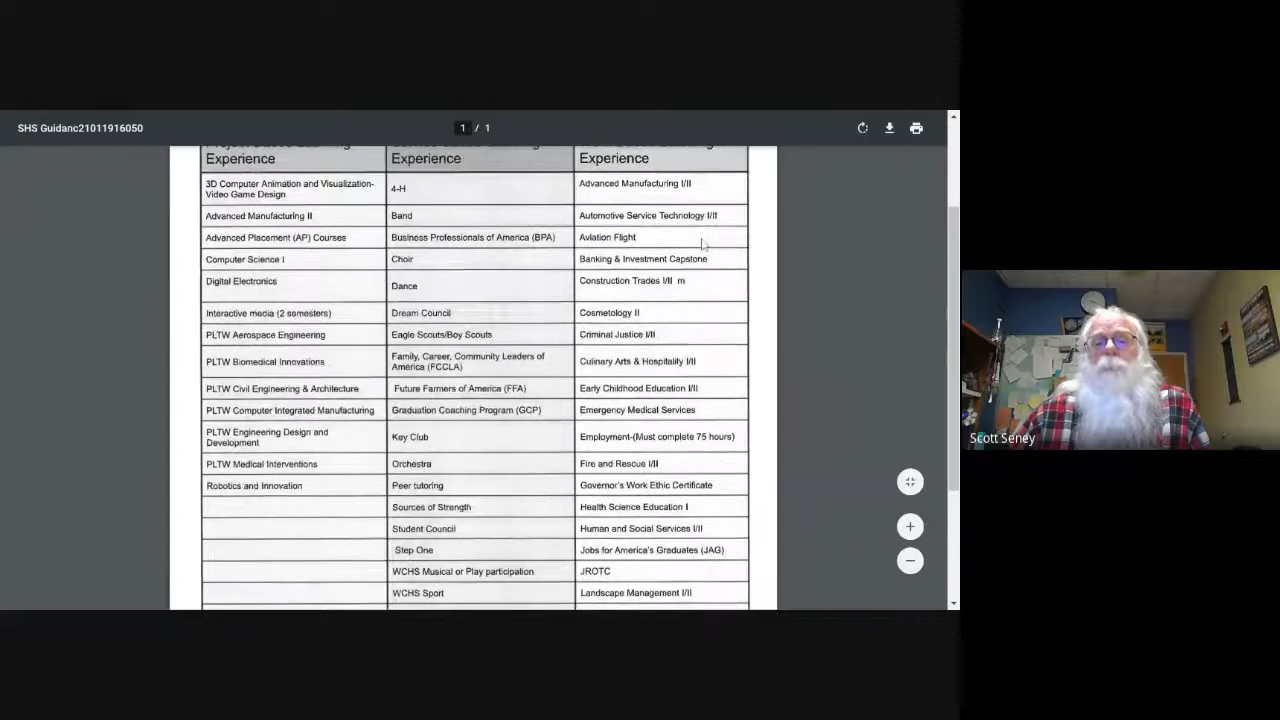 SHS Guidanc21011916050
1 / 1
Experience
Experience
Experience
3D Computer Animation and Visualization-
Video Game Design
4-H
Advanced Manufacturing I/II
Advanced Manufacturing II
Band
Automotive Service Technology I/II
Advanced Placement (AP) Courses
Business Professionals of America (BPA)
Aviation Flight
Computer Science I
Choir
Banking & Investment Capstone
Digital Electronics
Dance
Construction Trades I/II m
Interactive media (2 semesters)
Dream Council
Cosmetology II
PLTW Aerospace Engineering
Eagle Scouts/Boy Scouts
Criminal Justice I/II
PLTW Biomedical Innovations
Family, Career, Community Leaders of
America (FCCLA)
Culinary Arts & Hospitality I/II
PLTW Civil Engineering & Architecture
Future Farmers of America (FFA)
Early Childhood Education I/II
PLTW Computer Integrated Manufacturing
Graduation Coaching Program (GCP)
Emergency Medical Services
PLTW Engineering Design and
Development
Key Club
Employment-(Must complete 75 hours)
PLTW Medical Interventions
Orchestra
Fire and Rescue I/II
Robotics and Innovation
Peer tutoring
Governor's Work Ethic Certificate
Sources of Strength
Health Science Education I
Student Council
Human and Social Services I/II
Step One
Jobs for America's Graduates (JAG)
WCHS Musical or Play participation
JROTC
WCHS Sport
Landscape Management I/II
Scott Seney